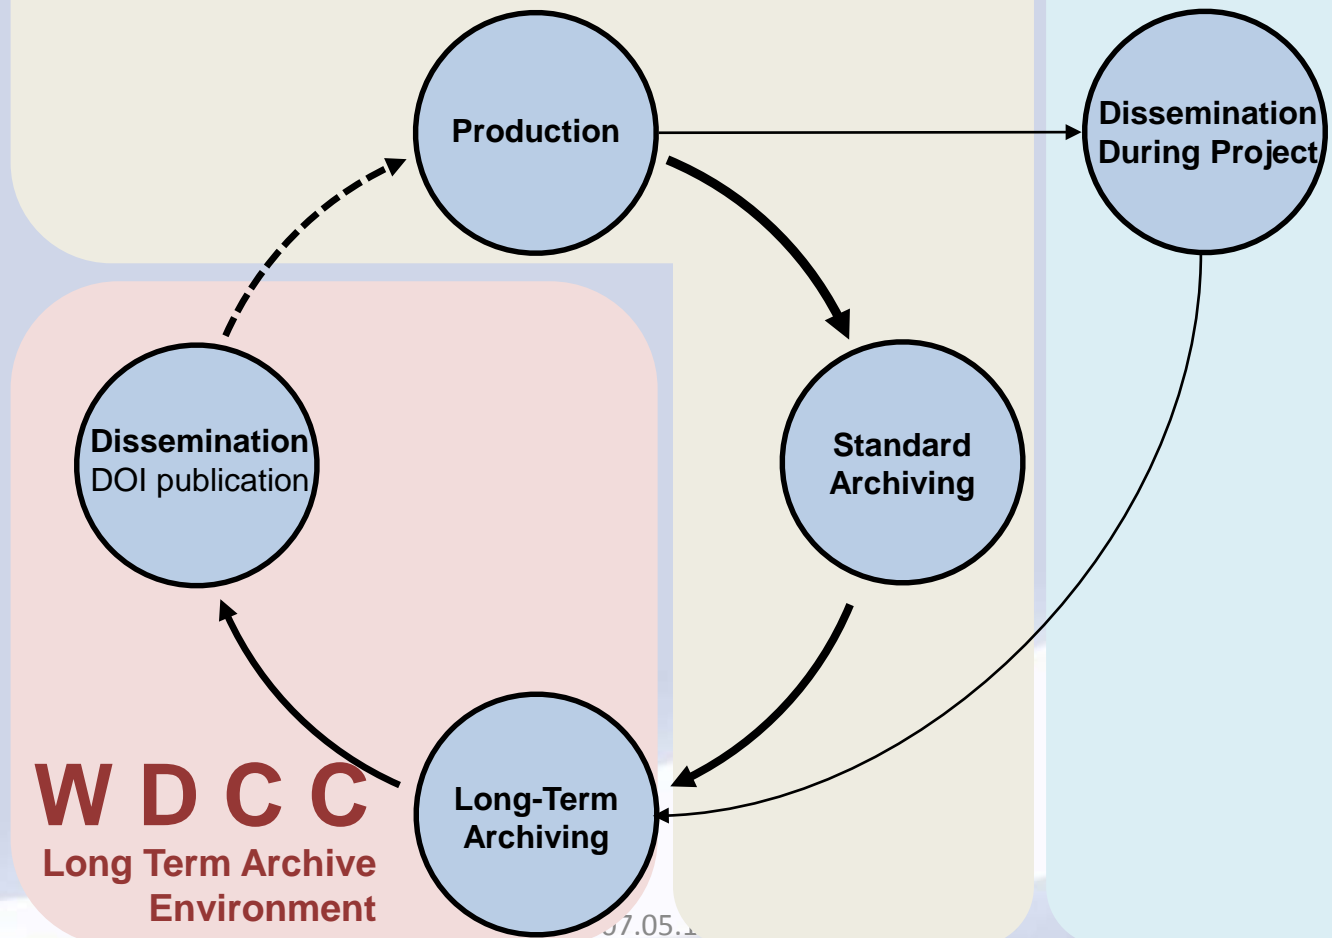 Production
Dissemination
During Project
Dissemination
DOI publication
Standard
Archiving
W D C C
Long Term Archive
Environment
Long-Term
Archiving